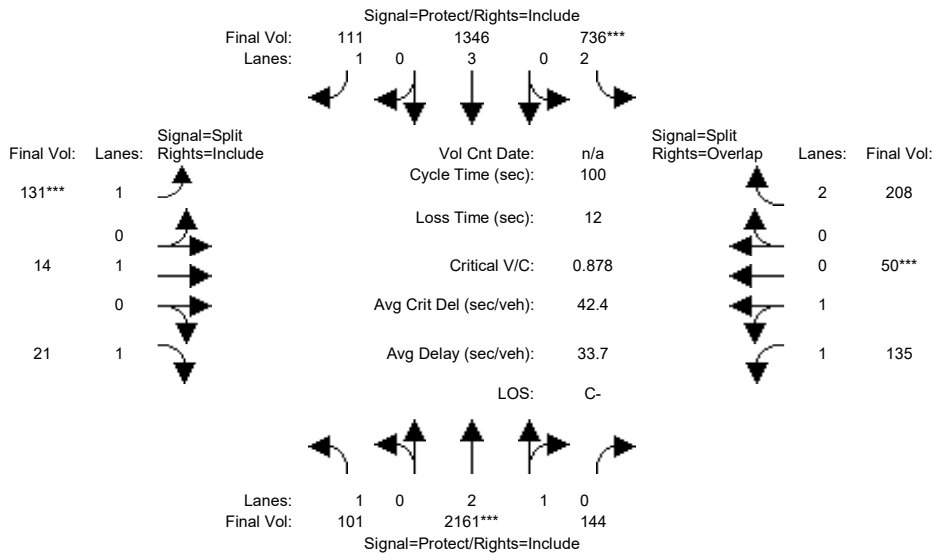 Signal=Protect/Rights=Include
Final Vol: 111 1346 736***
Lanes: 1 0 3 0 2
Signal=Split Signal=Split
Final Vol: Lanes: Rights=Include Vol Cnt Date: n/a Rights=Overlap Lanes: Final Vol:
Cycle Time (sec): 100
131*** 1 2 208
Loss Time (sec): 12
0 0
14 1 Critical V/C: 0.878 0 50***
0 Avg Crit Del (sec/veh): 42.4 1
21 1 Avg Delay (sec/veh): 33.7 1 135
LOS: C-
Lanes: 1 0 2 1 0
Final Vol: 101 2161*** 144
Signal=Protect/Rights=Include